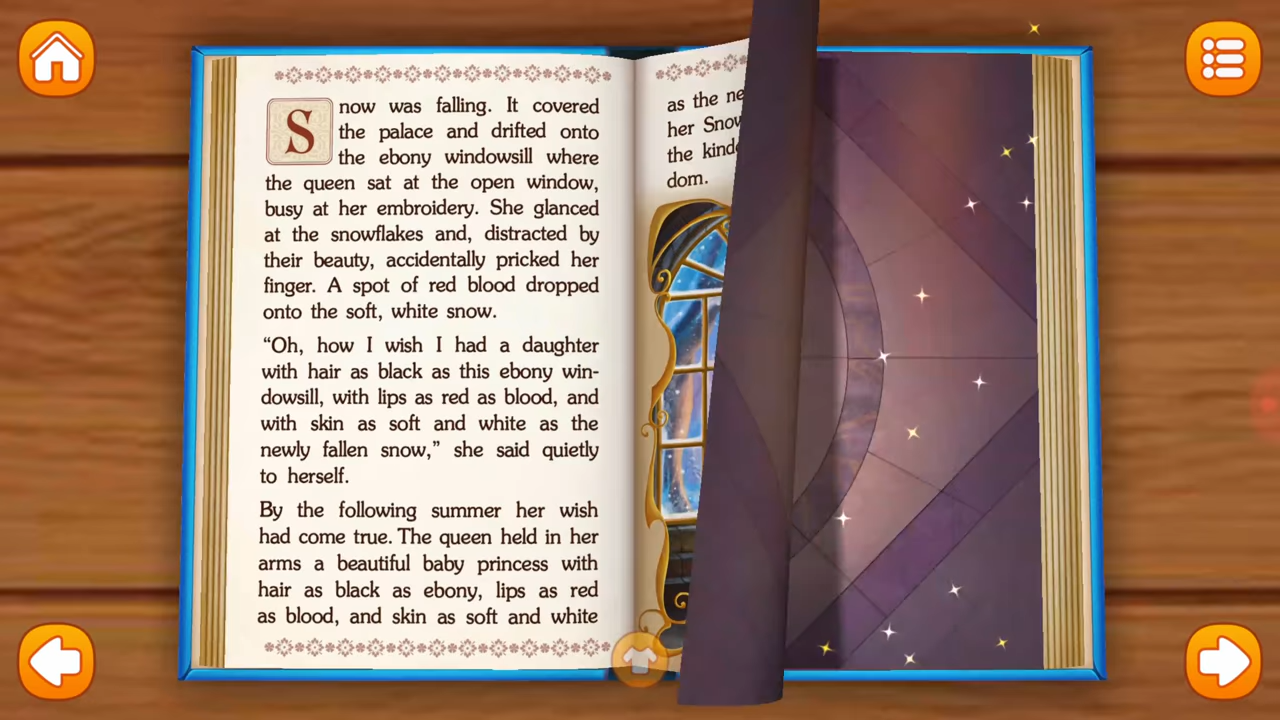 Snow was falling. It covered
the palace and drifted onto
the ebony windowsill where
the queen sat at the open window,
busy at her embroidery. She glanced
at the snowflakes and, distracted by
their beauty, accidentally pricked her
finger. A spot of red blood dropped
onto the soft, white snow.
“Oh, how I wish I had a daughter
with hair as black as this ebony win-
dowsill, with lips as red as blood, and
with skin as soft and white as the
newly fallen snow,” she said quietly
to herself.
By the following summer her wish
had come true. The queen held in her
arms a beautiful baby princess with
hair as black as ebony, lips as red
as blood, and skin as soft and white
as the
her
the
dom.